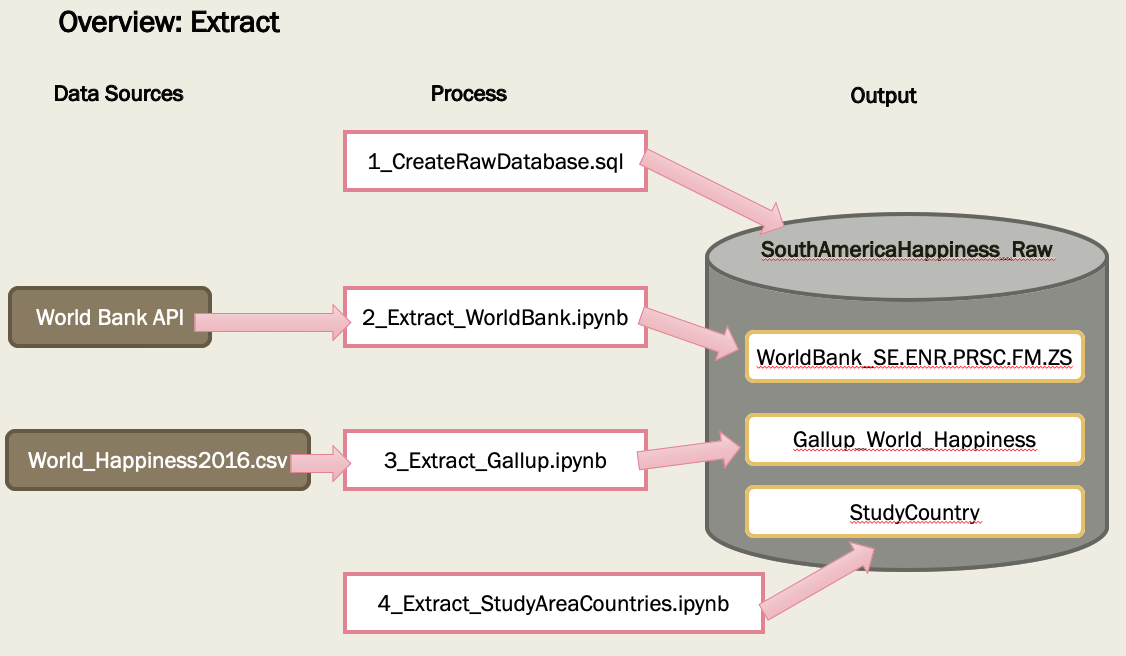 Overview: Extract
Data Sources
Process
Output
1_CreateRawDatabase.sql
SouthAmericaHappiness_Raw
World Bank API
2_Extract_WorldBank.ipynb
WorldBank_SE.ENR.PRSC.FM.ZS
World_Happiness2016.csv
3_Extract_Gallup.ipynb
Gallup_World_Happiness
StudyCountry
4_Extract_StudyAreaCountries.ipynb